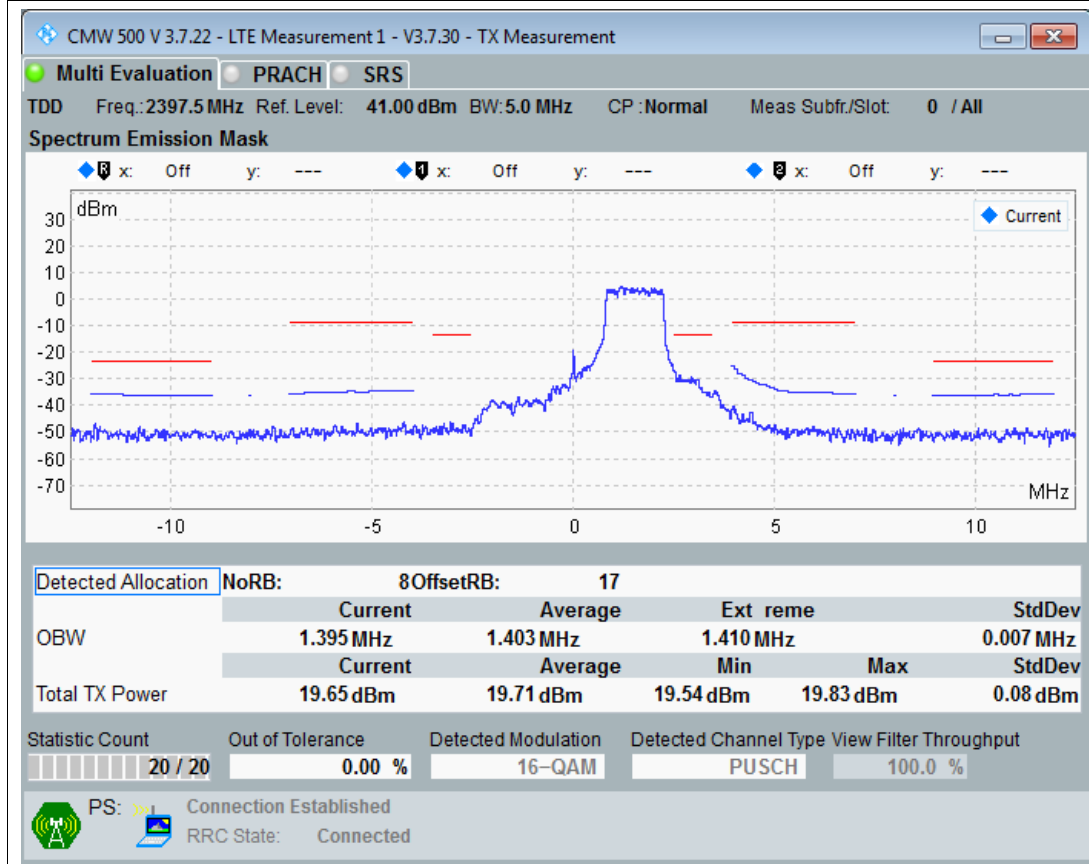 CMW 500 V 3.7.22 - LTE Measurement 1 - V3.7.30 - TX Measurement
Multi Evaluation PRACH SRS
TDD Freq.: 2397.5 MHz Ref. Level: 41.00 dBm BW: 5.0 MHz CP : Normal Meas Subfr./Slot: 0 / All
Spectrum Emission Mask
R x: Off y: --- 1 x: Off y: --- 2 x: Off y: ---
dBm
Current
30
20
10
0
-10
-20
-30
-40
-50
-60
-70
MHz
-10 -5 0 5 10
Detected Allocation NoRB: 8 OffsetRB: 17
Current Average Ext reme StdDev
OBW 1.395 MHz 1.403 MHz 1.410 MHz 0.007 MHz
Current Average Min Max StdDev
Total TX Power 19.65 dBm 19.71 dBm 19.54 dBm 19.83 dBm 0.08 dBm
Statistic Count Out of Tolerance Detected Modulation Detected Channel Type View Filter Throughput
20 / 20 0.00 % 16-QAM PUSCH 100.0 %
PS: Connection Established
RRC State: Connected